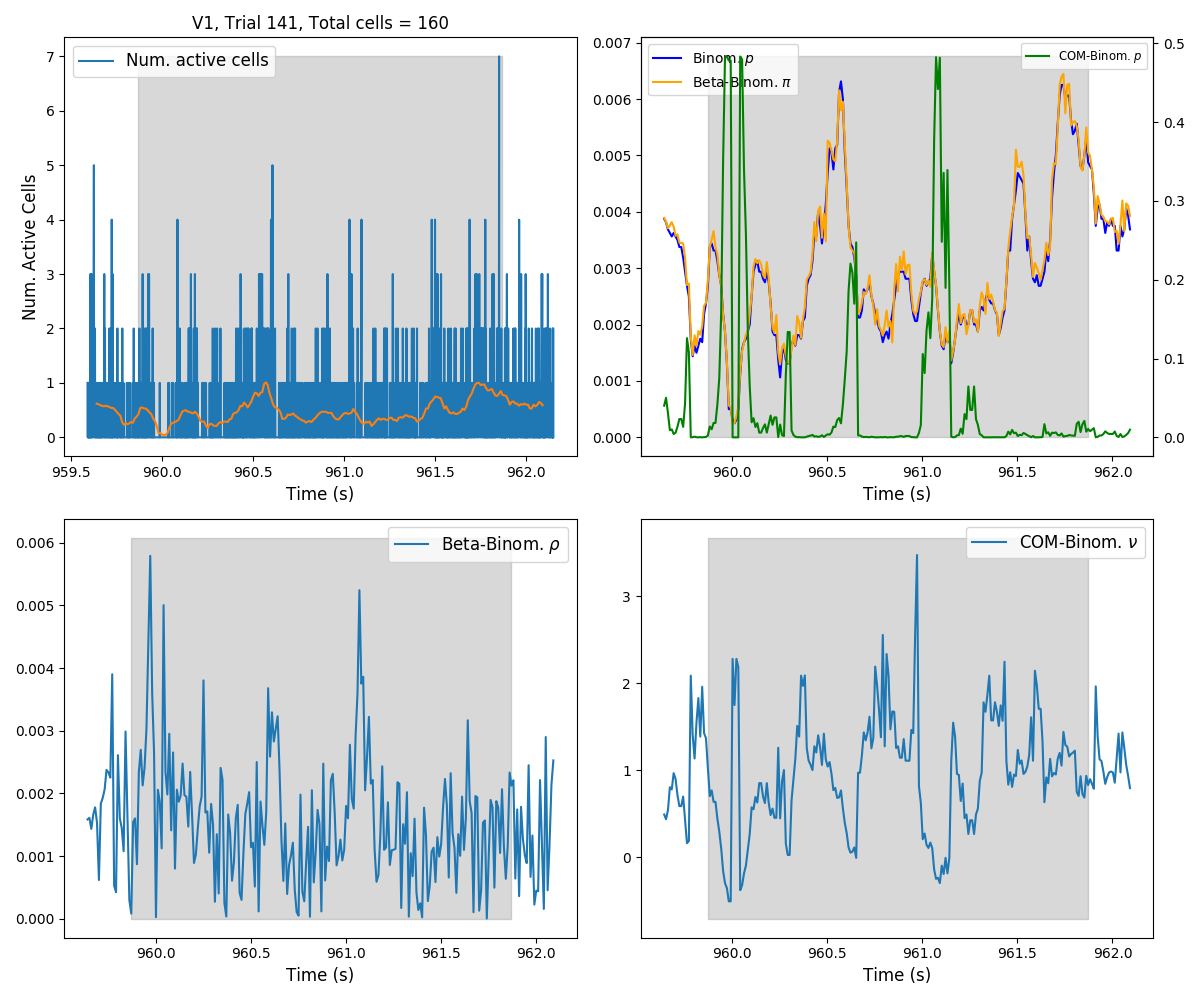 V1, Trial 141, Total cells = 160
Num. active cells
Num. Active Cells
7
6
5
4
3
2
1
0
959.5 960.0 960.5 961.0 961.5 962.0
Time (s)
Binom. p
Beta-Binom. π
COM-Binom. p
0.007
0.006
0.005
0.004
0.003
0.002
0.001
0.000
0.5
0.4
0.3
0.2
0.1
0.0
960.0 960.5 961.0 961.5 962.0
Time (s)
Beta-Binom. ρ
0.006
0.005
0.004
0.003
0.002
0.001
0.000
960.0 960.5 961.0 961.5 962.0
Time (s)
COM-Binom. ν
3
2
1
0
960.0 960.5 961.0 961.5 962.0
Time (s)